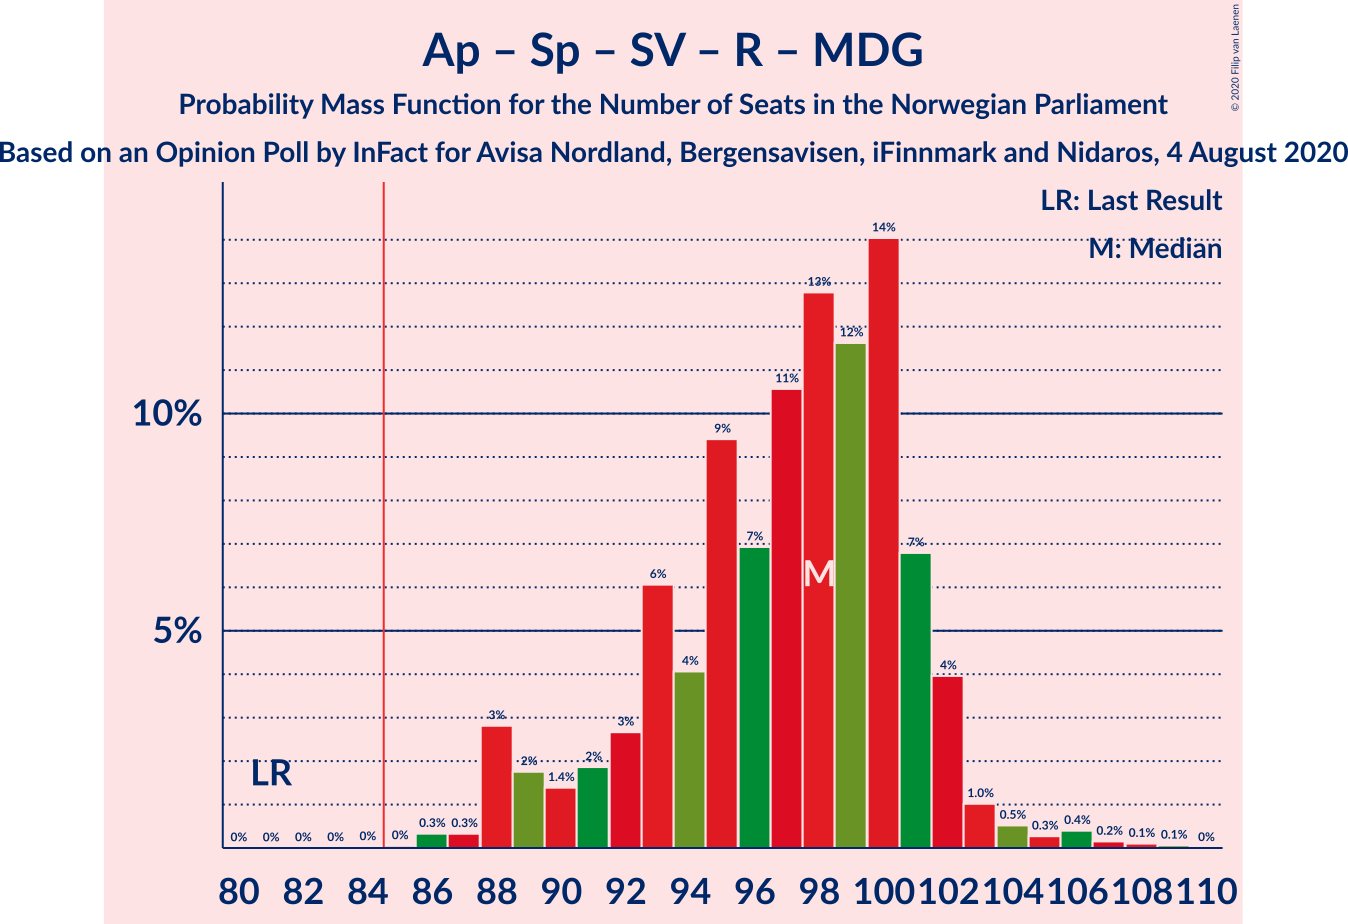 Ap – Sp – SV – R – MDG
Probability Mass Function for the Number of Seats in the Norwegian Parliament
Based on an Opinion Poll by InFact for Avisa Nordland, Bergensavisen, iFinnmark and Nidaros, 4 August 2020
© 2020 Filip van Laenen
LR: Last Result
M: Median
14%
13%
12%
11%
10%
9%
7%
7%
6%
M
5%
4%
4%
3%
3%
2%
2%
1.4%
LR
1.0%
0% 0% 0% 0% 0% 0% 0.3% 0.3% 0.5% 0.3% 0.4% 0.2% 0.1% 0.1% 0%
80 82 84 86 88 90 92 94 96 98 100 102 104 106 108 110